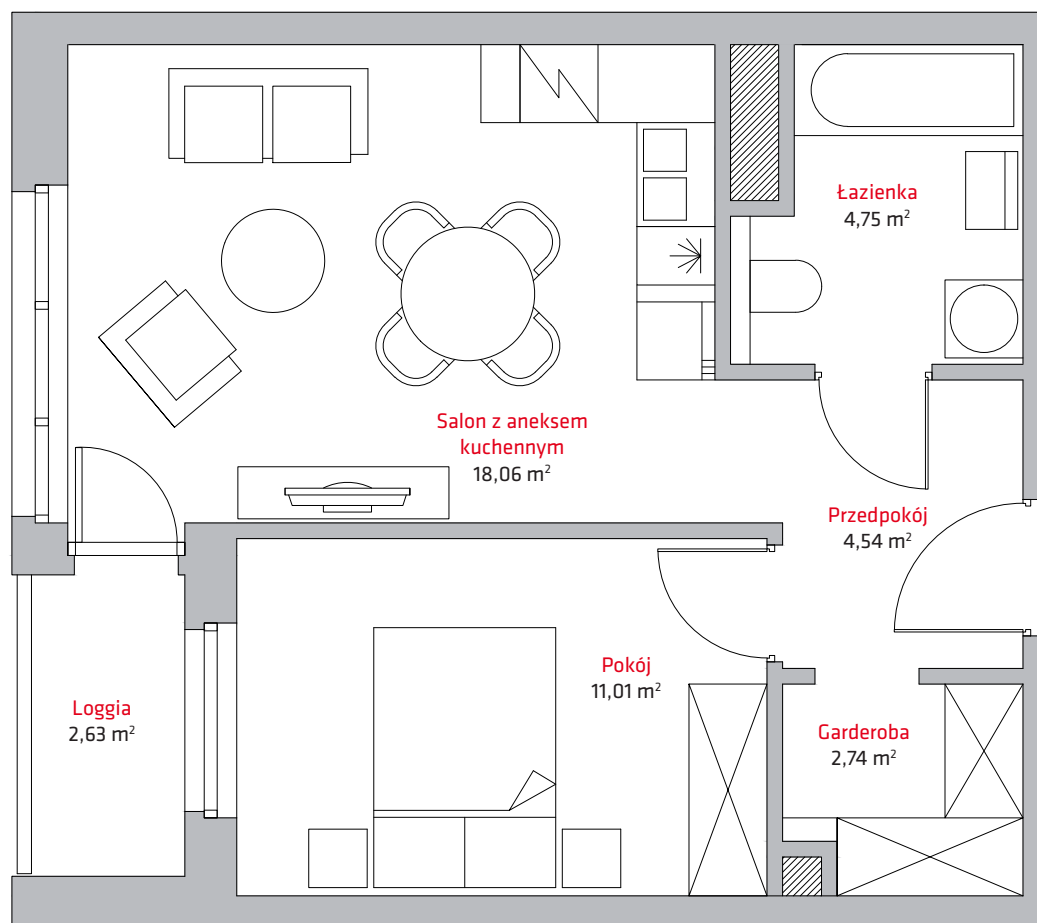 Łazienka
4,75 m²
Salon z aneksem
kuchennym
18,06 m²
Przedpokój
4,54 m²
Pokój
11,01 m²
Loggia
2,63 m²
Garderoba
2,74 m²